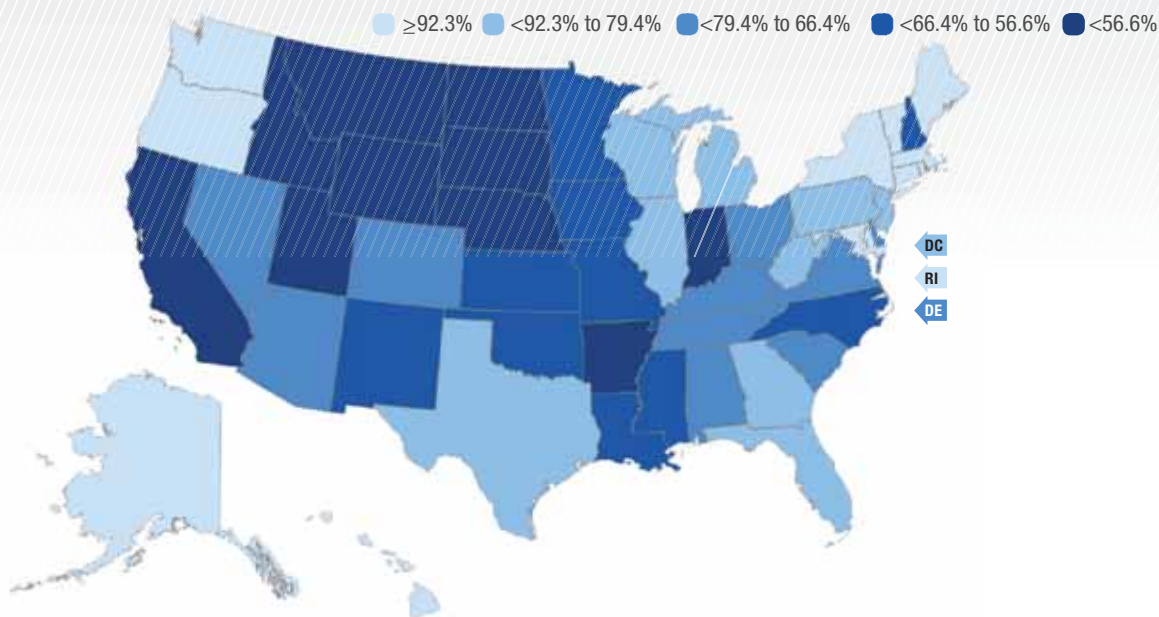 ≥92.3% <92.3% to 79.4% <79.4% to 66.4% <66.4% to 56.6% <56.6%
DC
RI
DE